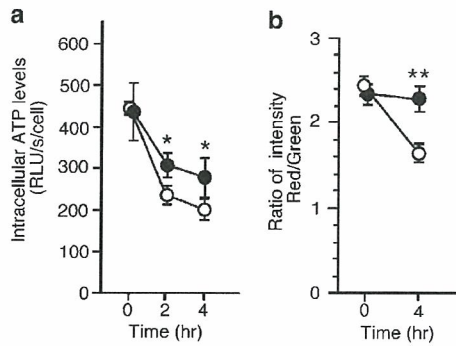 a
Intracellular ATP levels
(RLU/s/cell)
600
500
400
300
200
100
0
*
*
0 2 4
Time (hr)
b
Ratio of intensity
Red/Green
3
2
1
0
**
0 4
Time (hr)